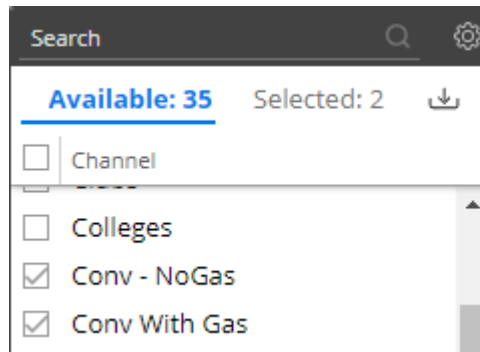 Search
Available: 35 Selected: 2
Channel
Colleges
Conv - NoGas
Conv With Gas